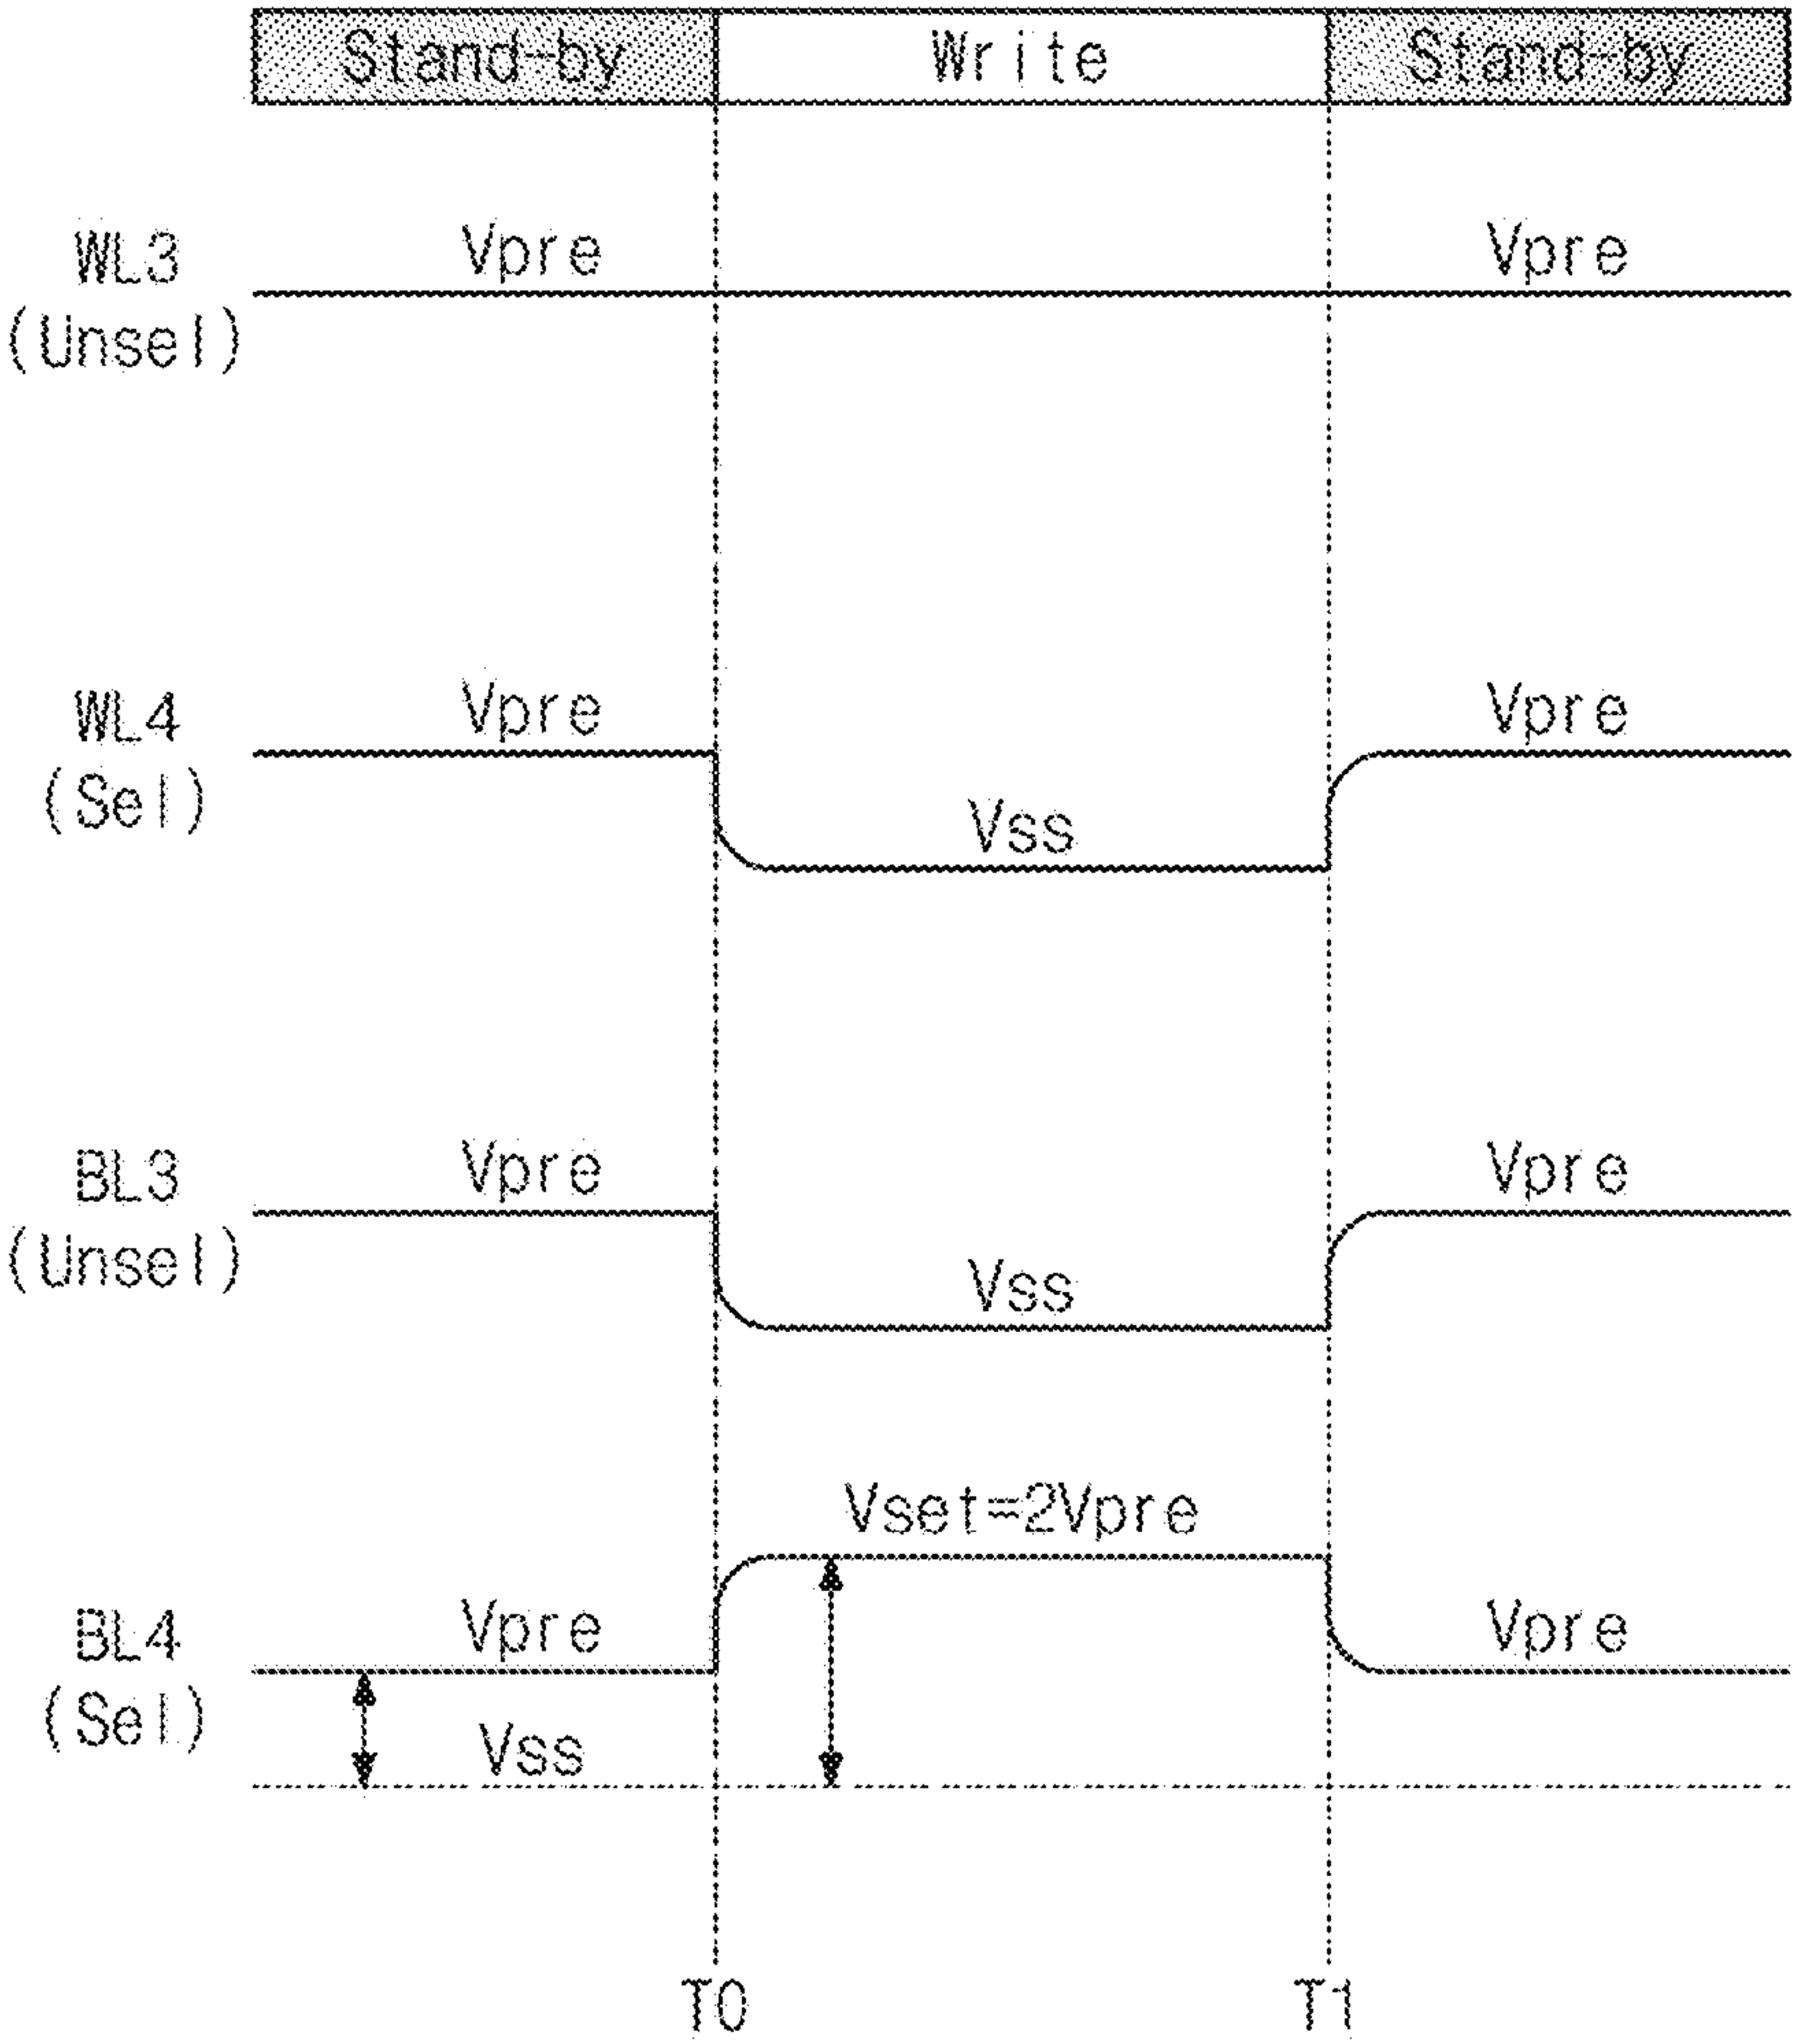 Stand-by Write Stand-by
WL3
(Unsel)
Vpre Vpre
WL4
(Sel)
Vpre Vss Vpre
BL3
(Unsel)
Vpre Vss Vpre
BL4
(Sel)
Vpre Vset=2Vpre Vpre
Vss
T0 T1